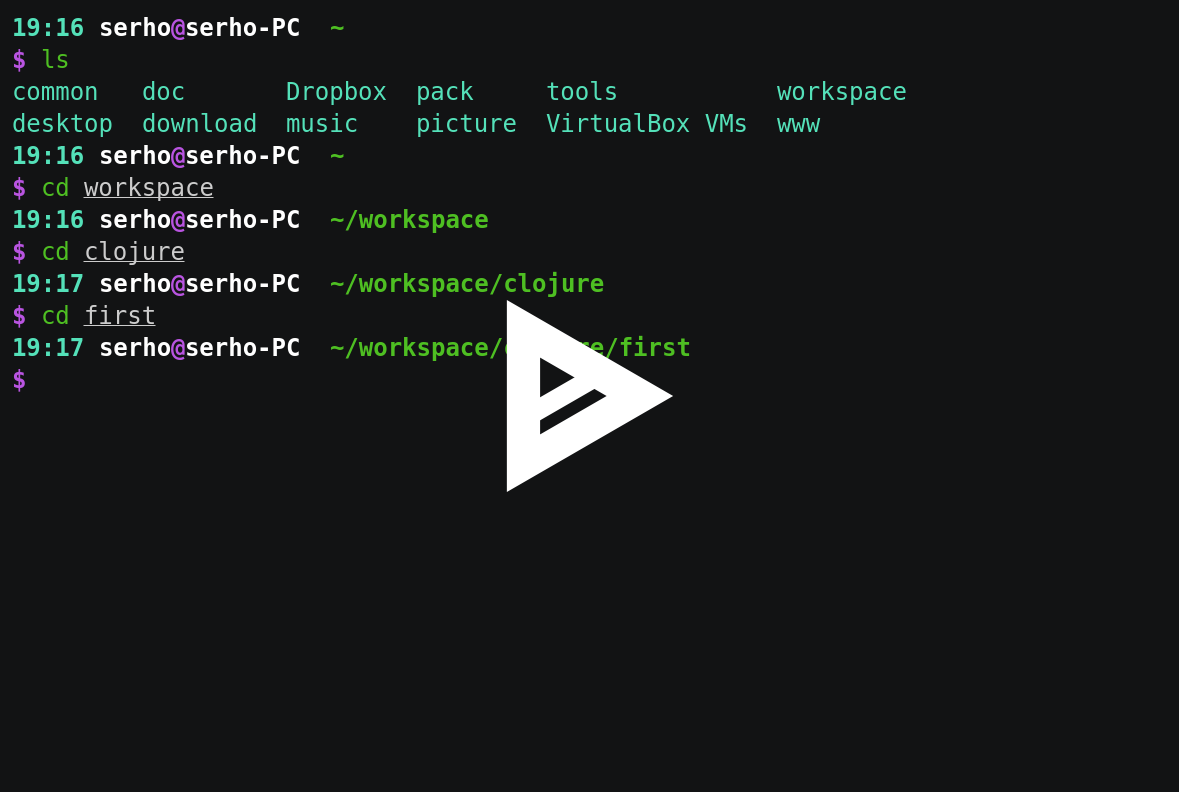 19:16 serho@serho-PC  ~
$ ls
common   doc       Dropbox  pack     tools           workspace
desktop  download  music    picture  VirtualBox VMs  www
19:16 serho@serho-PC  ~
$ cd workspace
19:16 serho@serho-PC  ~/workspace
$ cd clojure
19:17 serho@serho-PC  ~/workspace/clojure
$ cd first
19:17 serho@serho-PC  ~/workspace/clojure/first
$